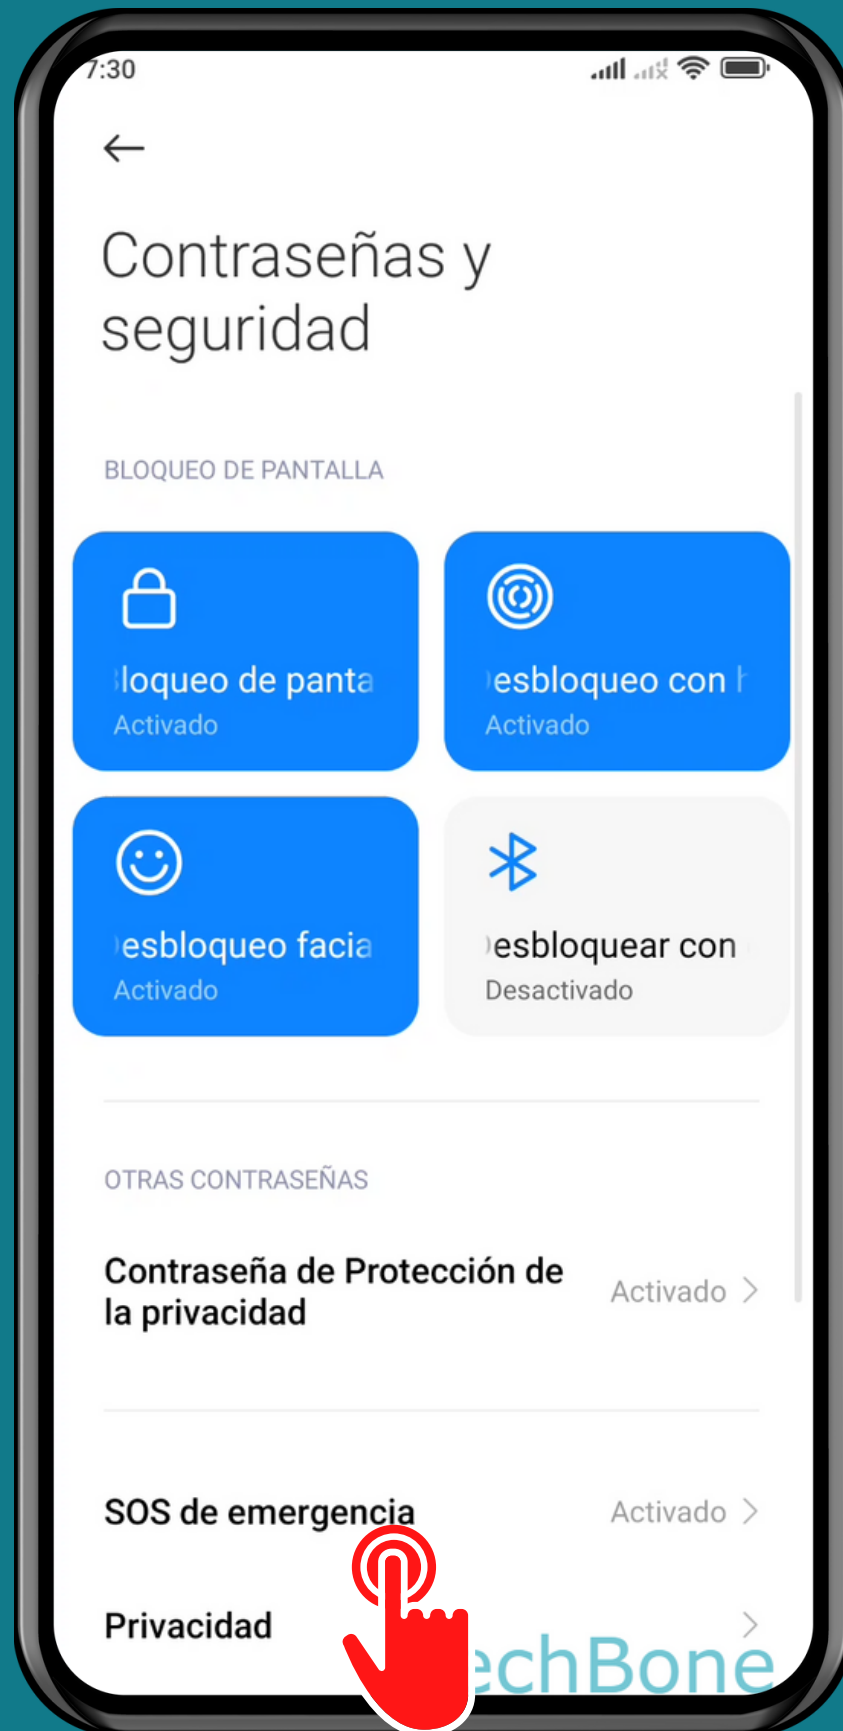 7:30
Contraseñas y
seguridad
BLOQUEO DE PANTALLA
loqueo de panta
Activado
esbloqueo con h
Activado
esbloqueo facia
Activado
esbloquear con
Desactivado
OTRAS CONTRASEÑAS
Contraseña de Protección de
la privacidad
Activado
SOS de emergencia
Activado
Privacidad
echBone